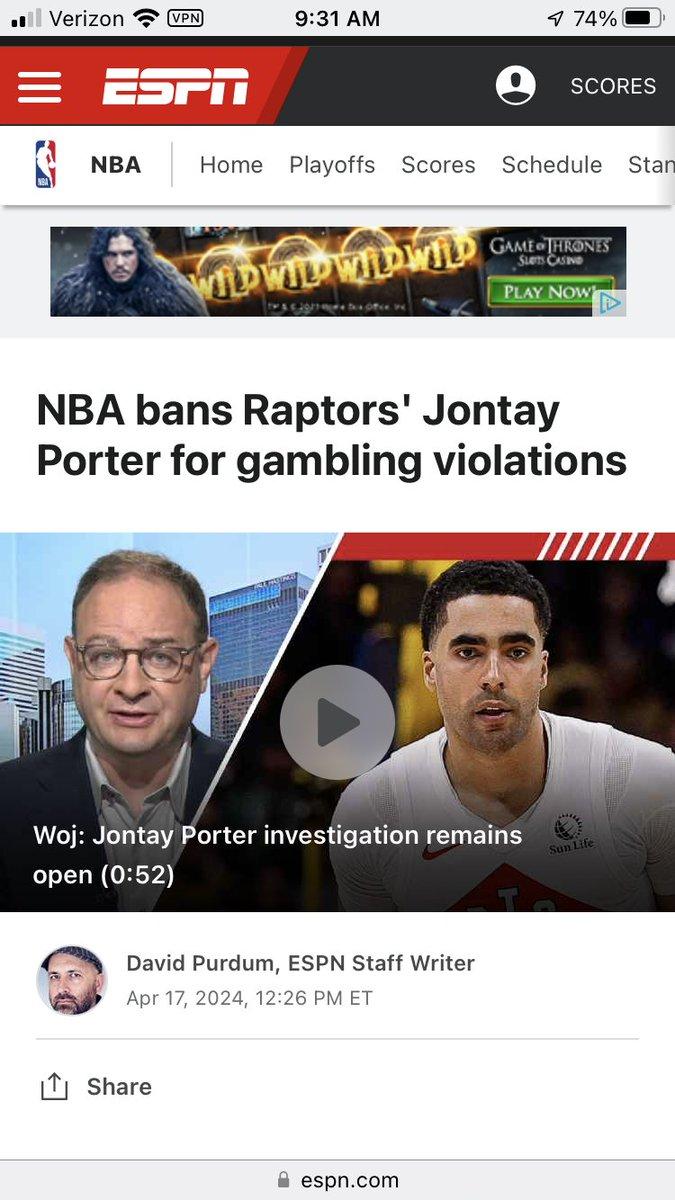 Verizon VPN 9:31 AM 74%
ESPN SCORES
NBA NBA Home Playoffs Scores Schedule Stan
WILD WILD WILD WILD GAME OF THRONES
SLOTS CASINO
PLAY NOW!
NBA bans Raptors' Jontay
Porter for gambling violations
Woj: Jontay Porter investigation remains
open (0:52)
Sun Life
David Purdum, ESPN Staff Writer
Apr 17, 2024, 12:26 PM ET
Share
espn.com